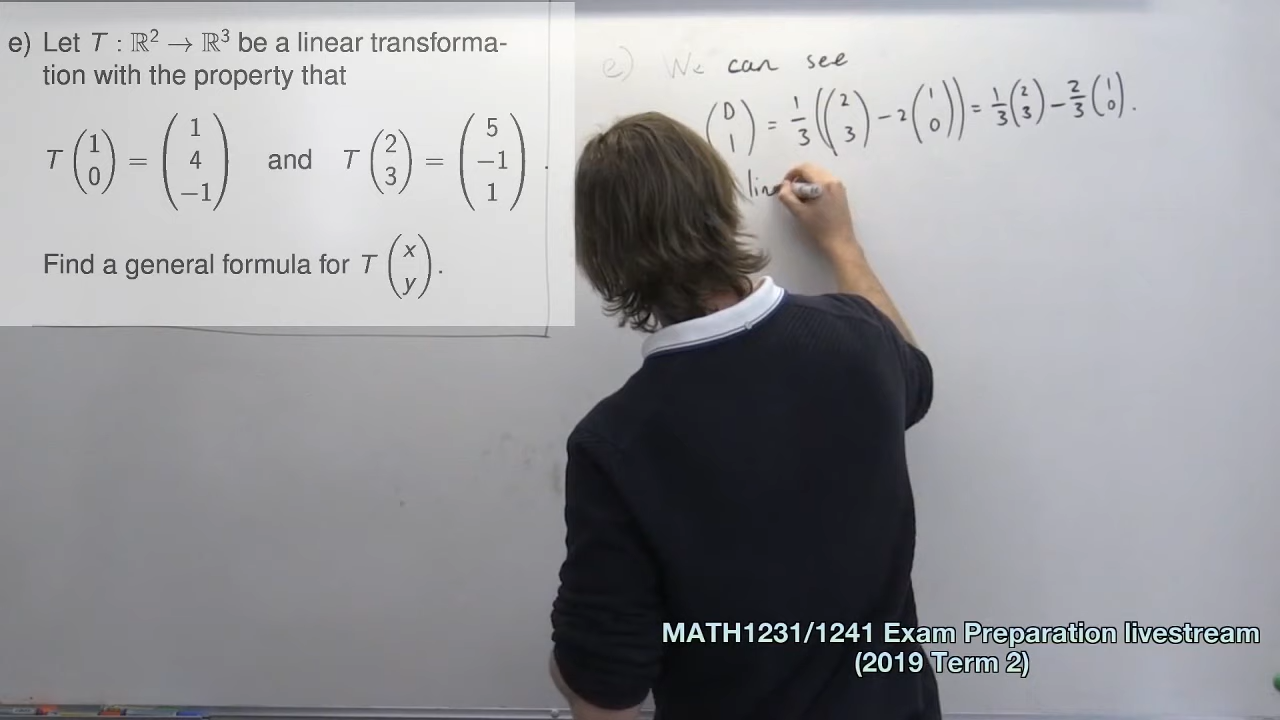 e) Let T : ℝ² → ℝ³ be a linear transforma-
tion with the property that
T (1 0) = (1 4 −1) and T (2 3) = (5 −1 1).
Find a general formula for T (x y).
e) We can see
(0 1) = 1/3 ((2 3) − 2 (1 0)) = 1/3 (2 3) − 2/3 (1 0).
MATH1231/1241 Exam Preparation livestream
(2019 Term 2)